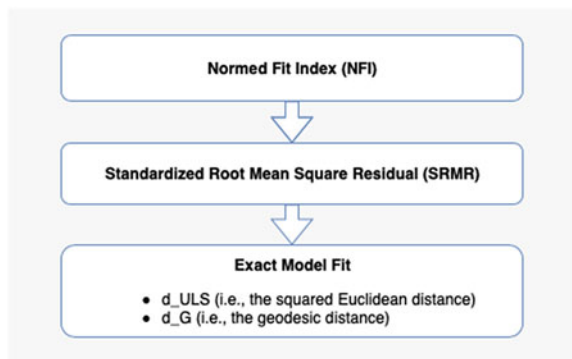 Normed Fit Index (NFI)
Standardized Root Mean Square Residual (SRMR)
Exact Model Fit
• d_ULS (i.e., the squared Euclidean distance)
• d_G (i.e., the geodesic distance)